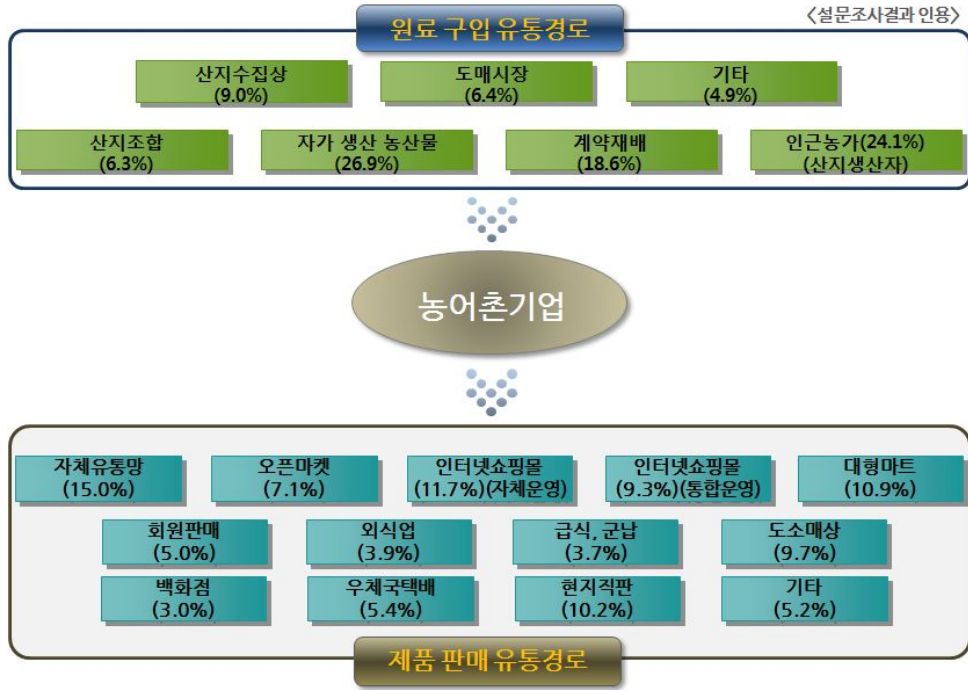 <설문조사결과 인용>
원료 구입 유통경로
산지수집상
(9.0%)
도매시장
(6.4%)
기타
(4.9%)
산지조합
(6.3%)
자가 생산 농산물
(26.9%)
계약재배
(18.6%)
인근농가(24.1%)
(산지생산자)
농어촌기업
자체유통망
(15.0%)
오픈마켓
(7.1%)
인터넷쇼핑몰
(11.7%)(자체운영)
인터넷쇼핑몰
(9.3%)(통합운영)
대형마트
(10.9%)
회원판매
(5.0%)
외식업
(3.9%)
급식, 군납
(3.7%)
도소매상
(9.7%)
백화점
(3.0%)
우체국택배
(5.4%)
현지직판
(10.2%)
기타
(5.2%)
제품 판매 유통경로